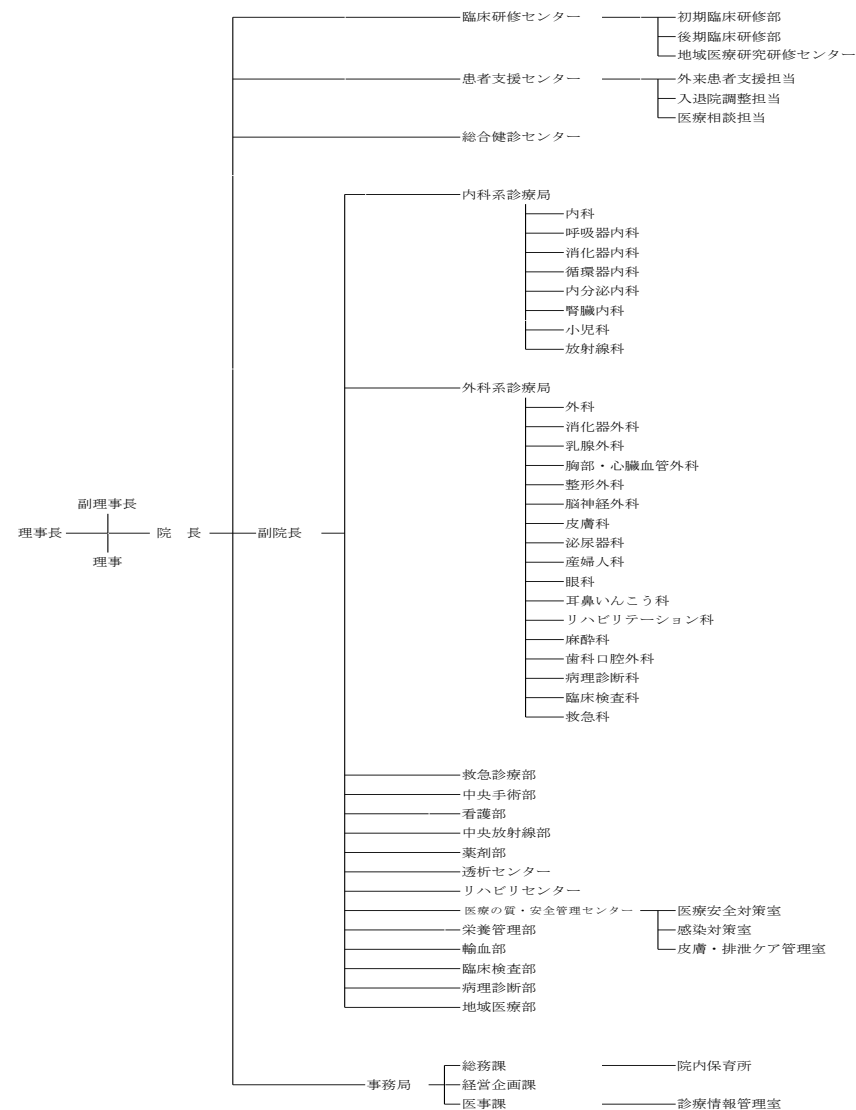 臨床研修センター 初期臨床研修部
後期臨床研修部
地域医療研究研修センター
患者支援センター 外来患者支援担当
入退院調整担当
医療相談担当
総合健診センター
内科系診療局
内科
呼吸器内科
消化器内科
循環器内科
内分泌内科
腎臓内科
小児科
放射線科
外科系診療局
外科
消化器外科
乳腺外科
胸部・心臓血管外科
整形外科
副理事長
脳神経外科
皮膚科
理事長 院 長 副院長
泌尿器科
理事
産婦人科
眼科
耳鼻いんこう科
リハビリテーション科
麻酔科
歯科口腔外科
病理診断科
臨床検査科
救急科
救急診療部
中央手術部
看護部
中央放射線部
薬剤部
透析センター
リハビリセンター
医療の質・安全管理センター 医療安全対策室
栄養管理部 感染対策室
輸血部 皮膚・排泄ケア管理室
臨床検査部
病理診断部
地域医療部
総務課 院内保育所
事務局 経営企画課
医事課 診療情報管理室